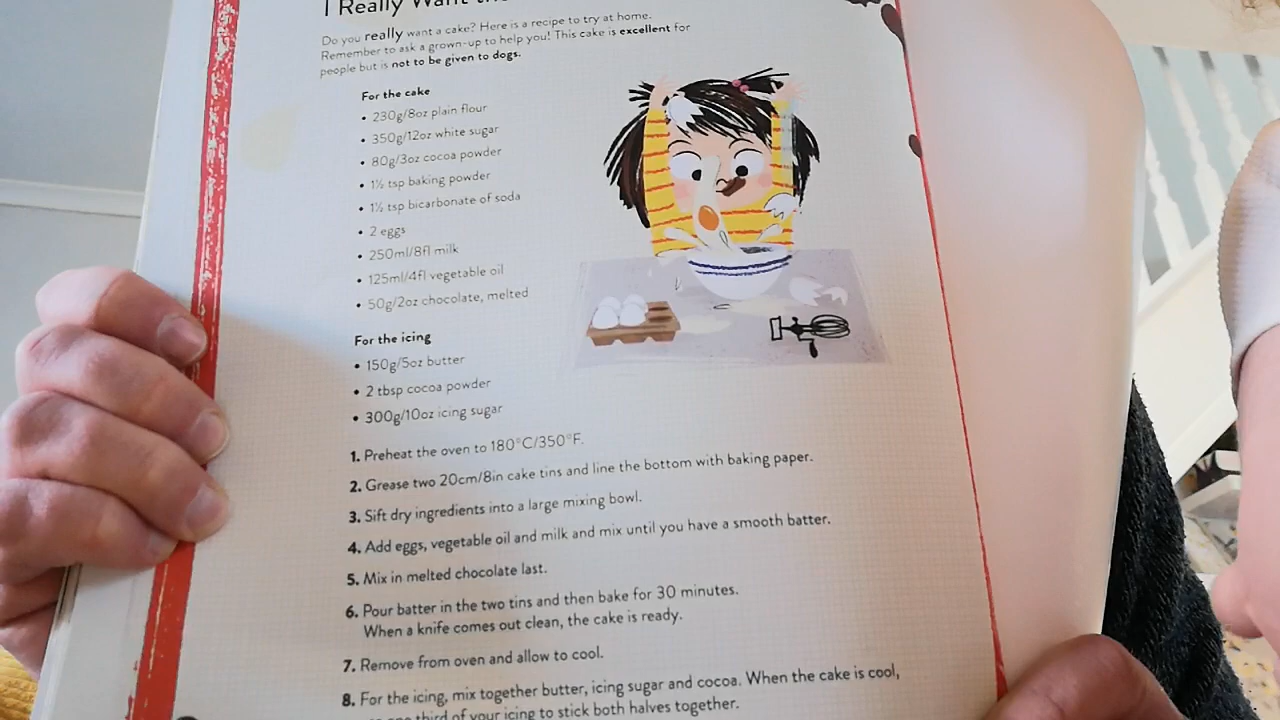 I Really Want the
Do you really want a cake? Here is a recipe to try at home.
Remember to ask a grown-up to help you! This cake is excellent for
people but is not to be given to dogs.
For the cake
• 230g/8oz plain flour
• 350g/12oz white sugar
• 80g/3oz cocoa powder
• 1½ tsp baking powder
• 1½ tsp bicarbonate of soda
• 2 eggs
• 250ml/8fl milk
• 125ml/4fl vegetable oil
• 50g/2oz chocolate, melted
For the icing
• 150g/5oz butter
• 2 tbsp cocoa powder
• 300g/10oz icing sugar
1. Preheat the oven to 180°C/350°F.
2. Grease two 20cm/8in cake tins and line the bottom with baking paper.
3. Sift dry ingredients into a large mixing bowl.
4. Add eggs, vegetable oil and milk and mix until you have a smooth batter.
5. Mix in melted chocolate last.
6. Pour batter in the two tins and then bake for 30 minutes.
When a knife comes out clean, the cake is ready.
7. Remove from oven and allow to cool.
8. For the icing, mix together butter, icing sugar and cocoa. When the cake is cool,
one third of your icing to stick both halves together.